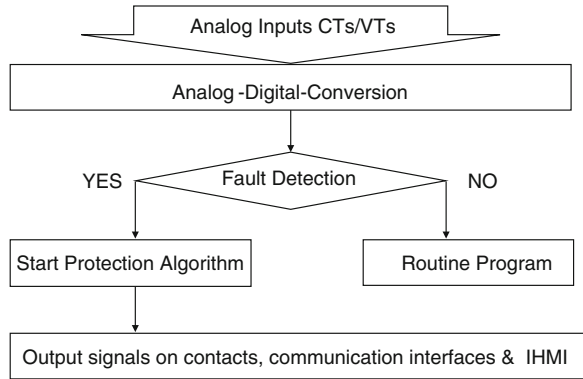 Analog Inputs CTs/VTs
Analog -Digital-Conversion
YES
Fault Detection
NO
Start Protection Algorithm
Routine Program
Output signals on contacts, communication interfaces & IHMI